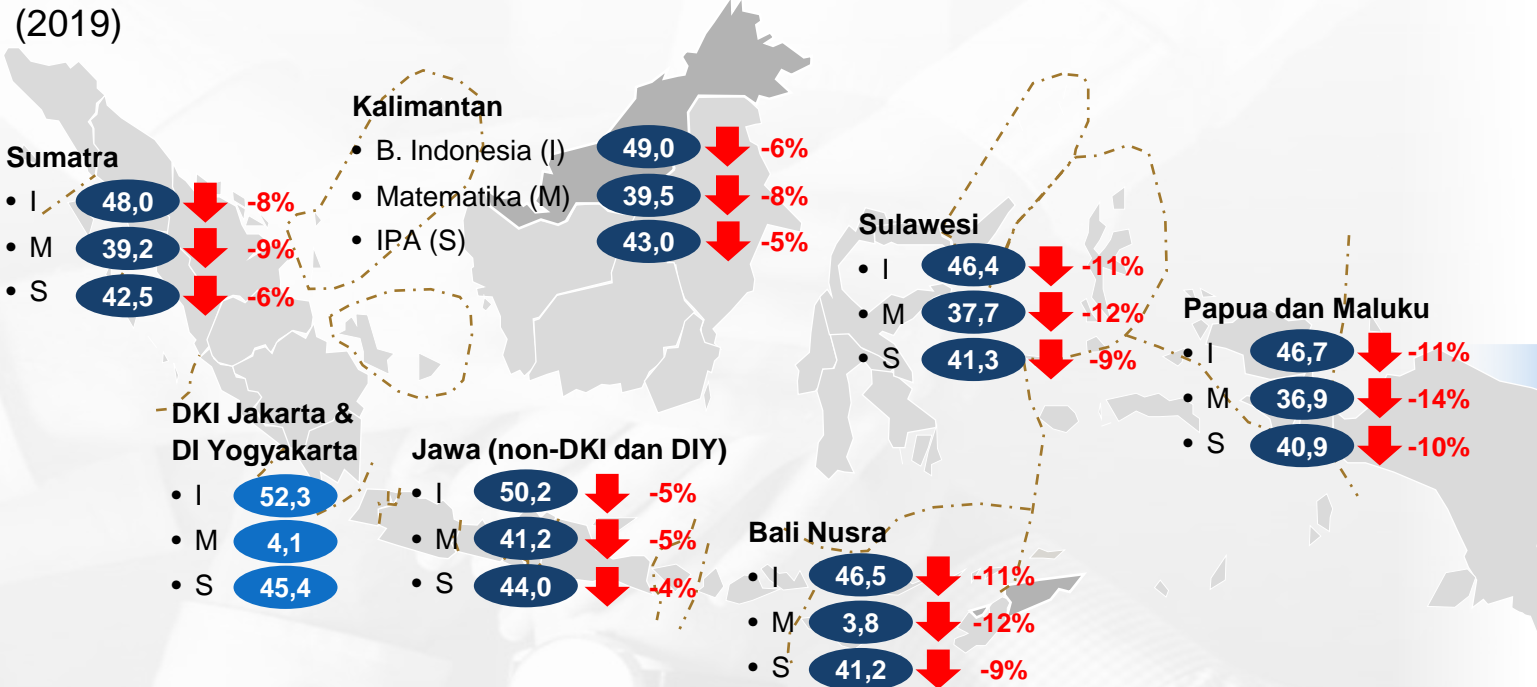 (2019)
Sumatra
• I 48,0 -8%
• M 39,2 -9%
• S 42,5 -6%
Kalimantan
• B. Indonesia (I) 49,0 -6%
• Matematika (M) 39,5 -8%
• IPA (S) 43,0 -5%
Sulawesi
• I 46,4 -11%
• M 37,7 -12%
• S 41,3 -9%
Papua dan Maluku
• I 46,7 -11%
• M 36,9 -14%
• S 40,9 -10%
DKI Jakarta &
DI Yogyakarta
• I 52,3
• M 4,1
• S 45,4
Jawa (non-DKI dan DIY)
• I 50,2 -5%
• M 41,2 -5%
• S 44,0 -4%
Bali Nusra
• I 46,5 -11%
• M 3,8 -12%
• S 41,2 -9%